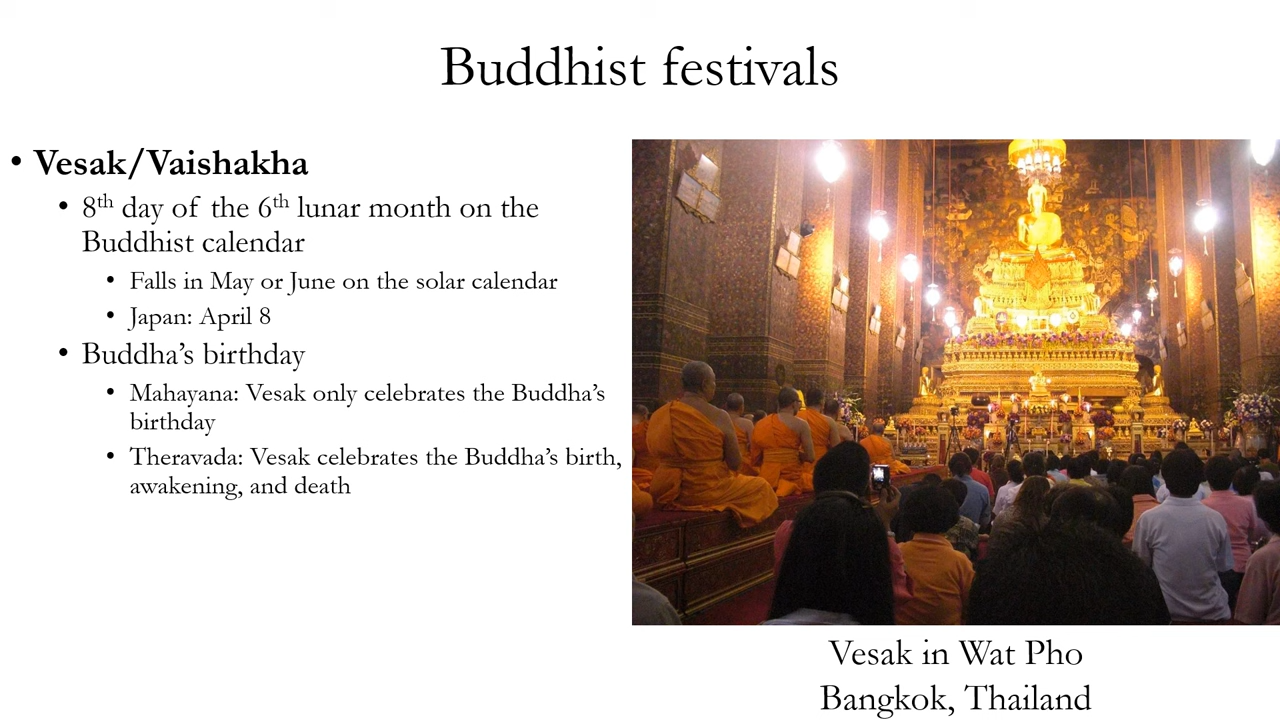 Buddhist festivals
• Vesak/Vaishakha
• 8th day of the 6th lunar month on the
Buddhist calendar
• Falls in May or June on the solar calendar
• Japan: April 8
• Buddha’s birthday
• Mahayana: Vesak only celebrates the Buddha’s
birthday
• Theravada: Vesak celebrates the Buddha’s birth,
awakening, and death
Vesak in Wat Pho
Bangkok, Thailand